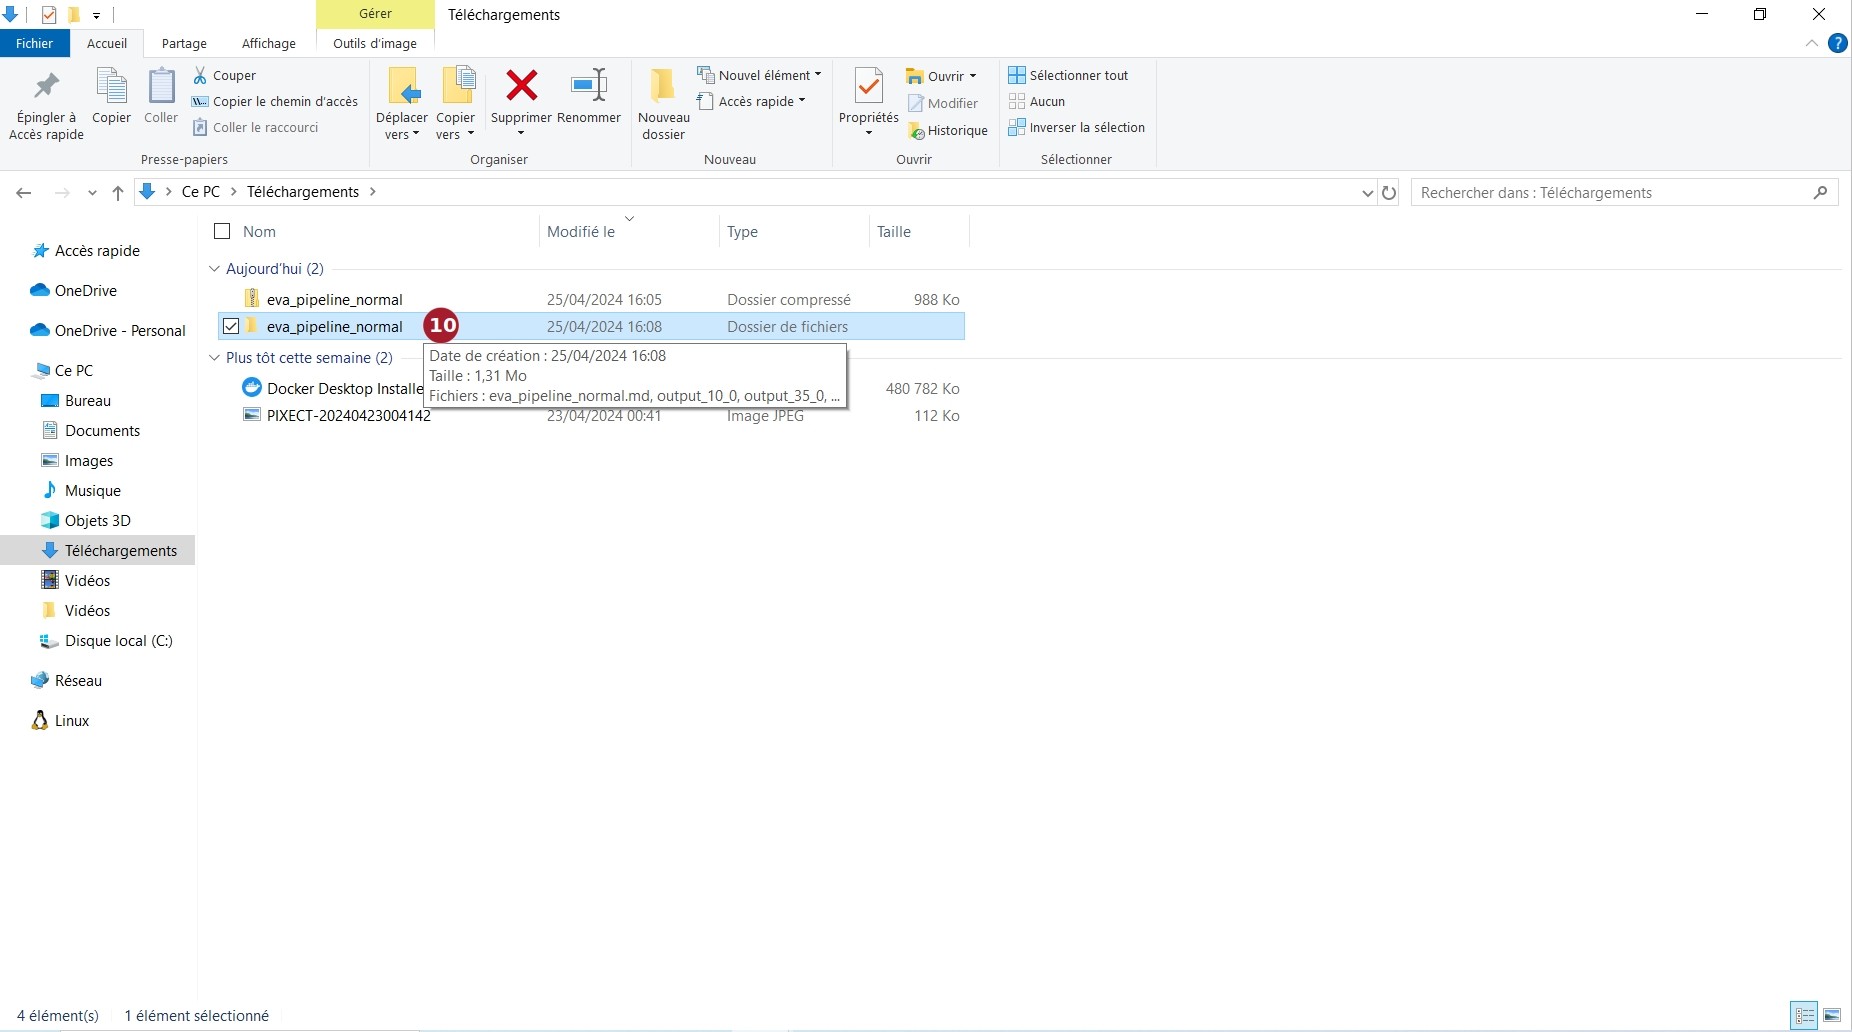 Gérer
Téléchargements
Fichier
Accueil
Partage
Affichage
Outils d'image
?
Épingler à
Accès rapide
Copier
Coller
Couper
Copier le chemin d'accès
Coller le raccourci
Presse-papiers
Déplacer
vers
Copier
vers
Supprimer
Renommer
Organiser
Nouveau
dossier
Nouvel élément
Accès rapide
Nouveau
Propriétés
Ouvrir
Modifier
Historique
Ouvrir
Sélectionner tout
Aucun
Inverser la sélection
Sélectionner
Ce PC
Téléchargements
Rechercher dans : Téléchargements
Accès rapide
OneDrive
OneDrive - Personal
Ce PC
Bureau
Documents
Images
Musique
Objets 3D
Téléchargements
Vidéos
Vidéos
Disque local (C:)
Réseau
Linux
Nom Modifié le Type Taille
Aujourd'hui (2)
eva_pipeline_normal 25/04/2024 16:05 Dossier compressé 988 Ko
eva_pipeline_normal 10 25/04/2024 16:08 Dossier de fichiers
Plus tôt cette semaine (2)
Date de création : 25/04/2024 16:08
Taille : 1,31 Mo
Fichiers : eva_pipeline_normal.md, output_10_0, output_35_0, ...
Docker Desktop Installe 480 782 Ko
PIXECT-20240423004142 23/04/2024 00:41 Image JPEG 112 Ko
4 élément(s) 1 élément sélectionné